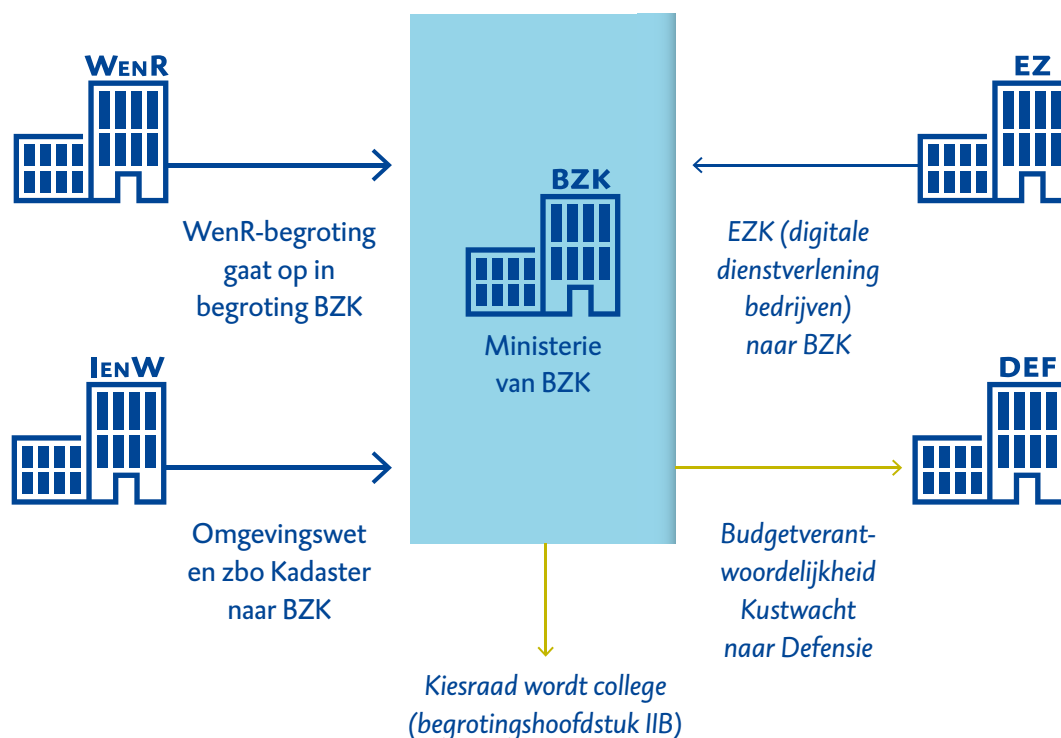 WENR
WenR-begroting
gaat op in
begroting BZK
IENW
Omgevingswet
en zbo Kadaster
naar BZK
BZK
Ministerie
van BZK
EZ
EZK (digitale
dienstverlening
bedrijven)
naar BZK
DEF
Budgetverant-
woordelijkheid
Kustwacht
naar Defensie
Kiesraad wordt college
(begrotingshoofdstuk IIB)